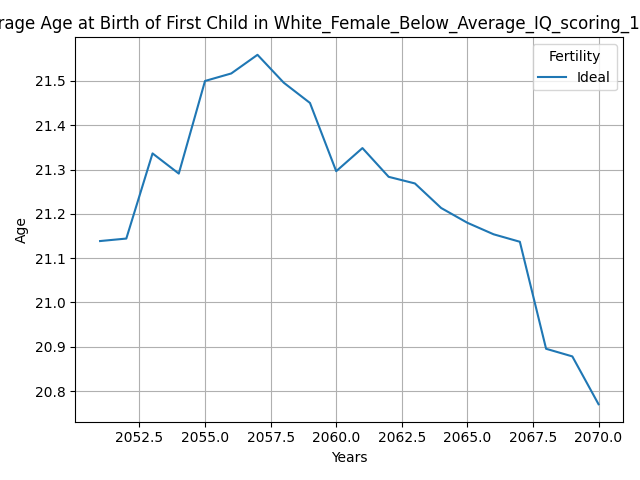 rage Age at Birth of First Child in White_Female_Below_Average_IQ_scoring_1
Fertility
Ideal
21.5
21.4
21.3
21.2
21.1
21.0
20.9
20.8
Age
2052.5 2055.0 2057.5 2060.0 2062.5 2065.0 2067.5 2070.0
Years